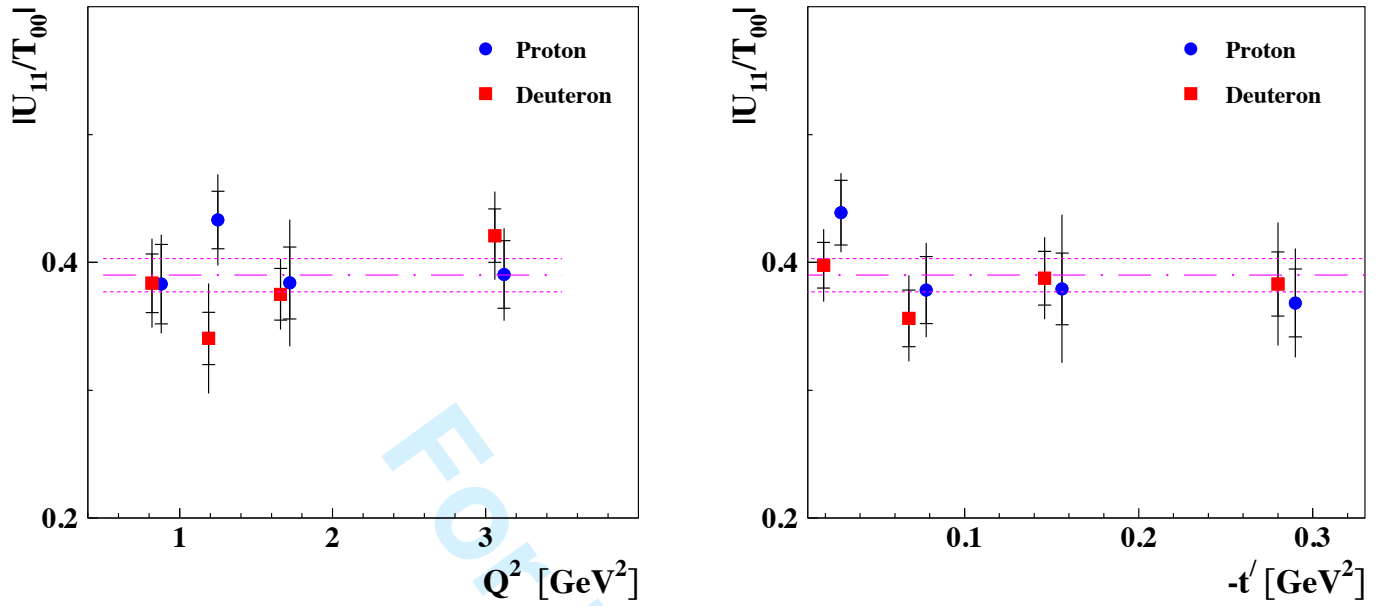 |U11/T00|
Proton
Deuteron
0.4
0.2
1 2 3
Q2 [GeV2]
For
|U11/T00|
Proton
Deuteron
0.4
0.2
0.1 0.2 0.3
-t′ [GeV2]